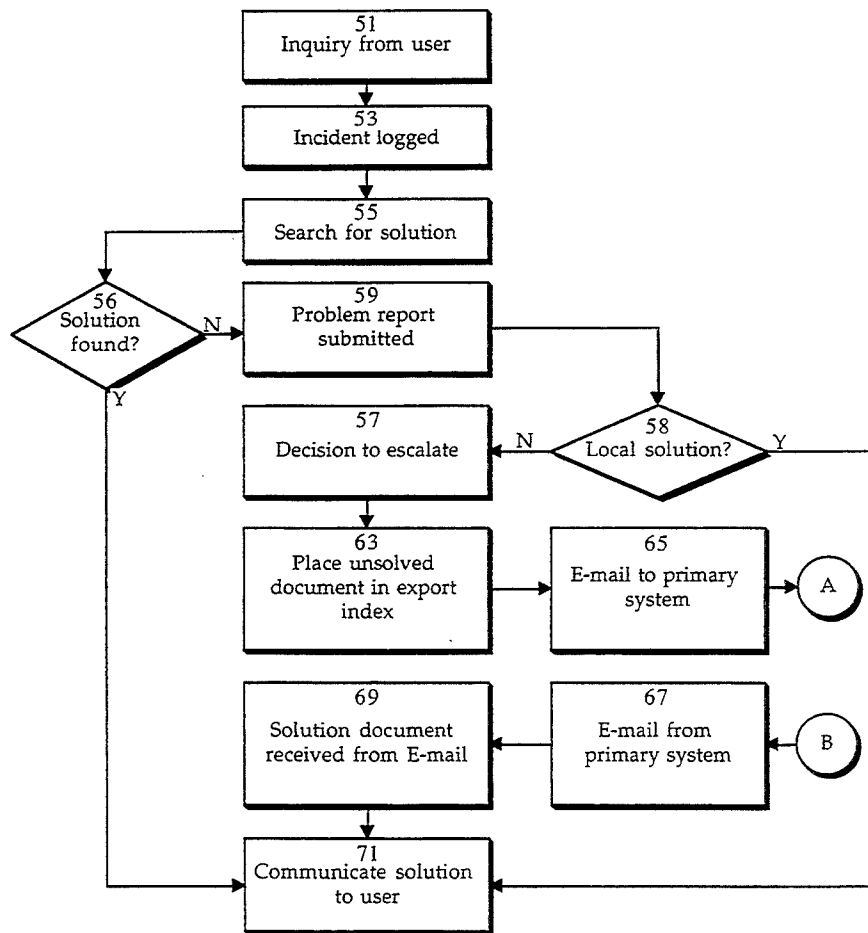 51
Inquiry from user
53
Incident logged
55
Search for solution
56
Solution
found?
N
Y
59
Problem report
submitted
57
Decision to escalate
N
58
Local solution?
Y
63
Place unsolved
document in export
index
65
E-mail to primary
system
A
69
Solution document
received from E-mail
67
E-mail from
primary system
B
71
Communicate solution
to user